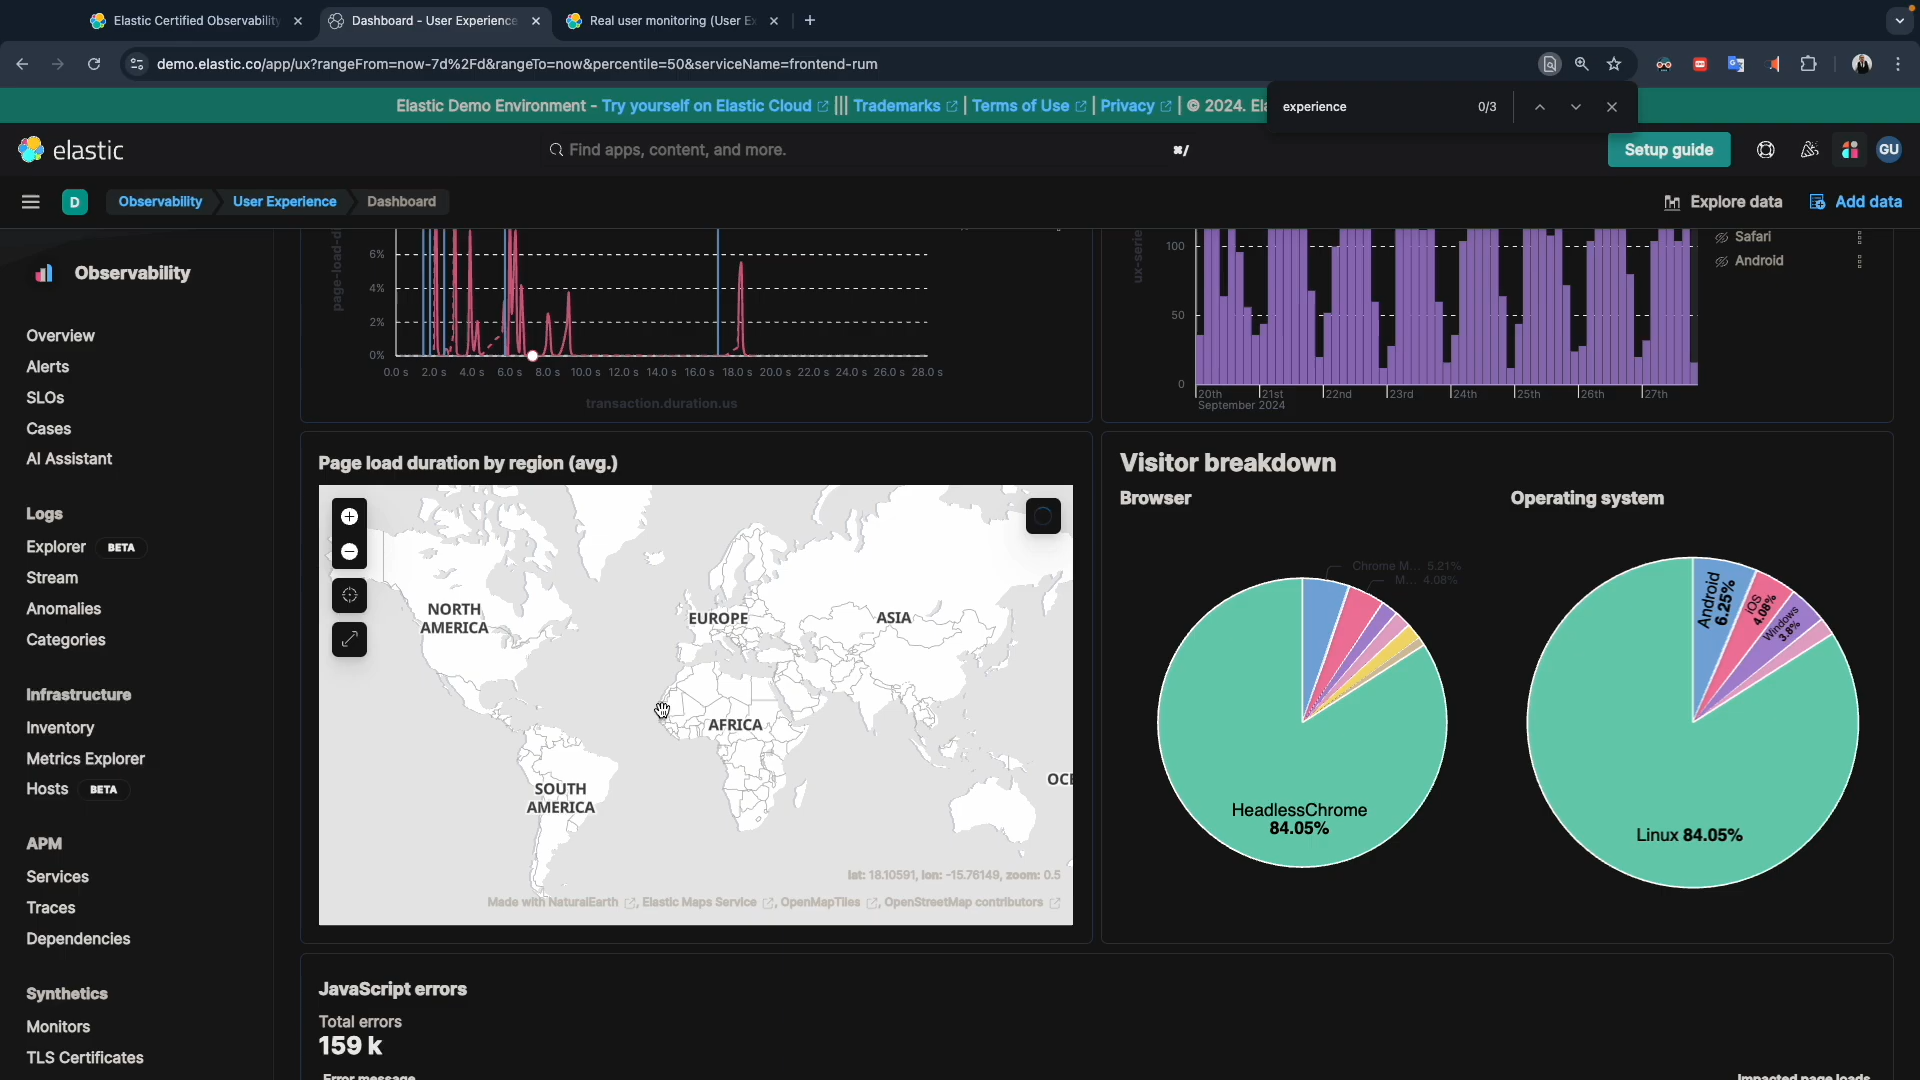 Elastic Certified Observability
Dashboard - User Experience
Real user monitoring (User Ex
demo.elastic.co/app/ux?rangeFrom=now-7d%2Fd&rangeTo=now&percentile=50&serviceName=frontend-rum
Elastic Demo Environment - Try yourself on Elastic Cloud ||| Trademarks | Terms of Use | Privacy | © 2024. Ela
experience 0/3
elastic
Find apps, content, and more.
⌘/
Setup guide
GU
D
Observability
User Experience
Dashboard
Explore data
Add data
Observability
Overview
Alerts
SLOs
Cases
AI Assistant
Logs
Explorer BETA
Stream
Anomalies
Categories
Infrastructure
Inventory
Metrics Explorer
Hosts BETA
APM
Services
Traces
Dependencies
Synthetics
Monitors
TLS Certificates
page-load-di
6%
4%
2%
0%
0.0 s 2.0 s 4.0 s 6.0 s 8.0 s 10.0 s 12.0 s 14.0 s 16.0 s 18.0 s 20.0 s 22.0 s 24.0 s 26.0 s 28.0 s
transaction.duration.us
ux-serie
100
50
0
20th 21st 22nd 23rd 24th 25th 26th 27th
September 2024
Safari
Android
Page load duration by region (avg.)
NORTH
AMERICA
EUROPE
ASIA
AFRICA
SOUTH
AMERICA
OCE
lat: 18.10591, lon: -15.76149, zoom: 0.5
Made with NaturalEarth , Elastic Maps Service , OpenMapTiles , OpenStreetMap contributors
Visitor breakdown
Browser
Chrome M... 5.21%
M... 4.08%
HeadlessChrome
84.05%
Operating system
Android
6.25%
iOS
4.08%
Windows
3.8%
Linux 84.05%
JavaScript errors
Total errors
159 k
Error message
Impacted page loads